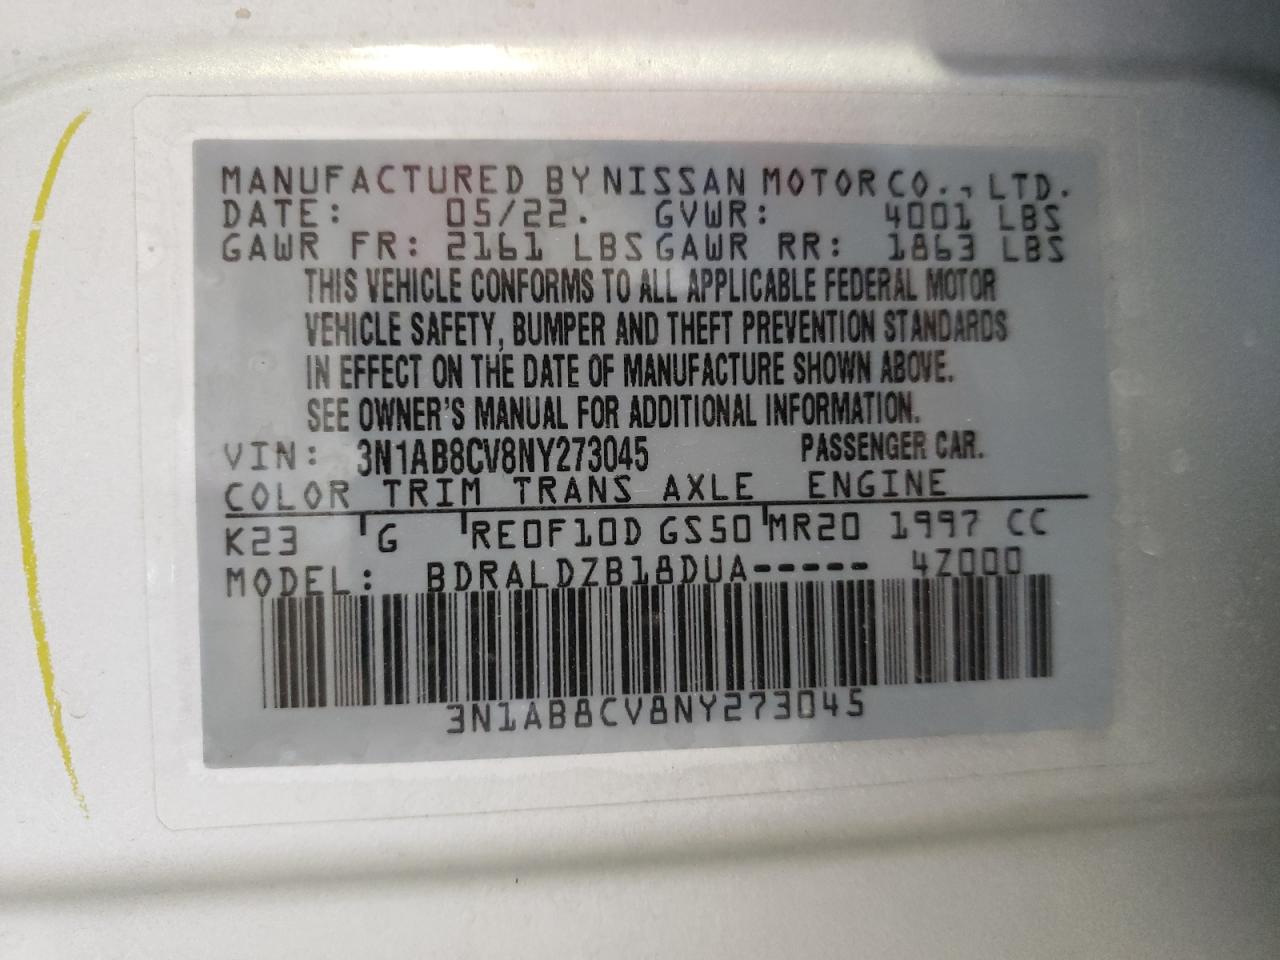 MANUFACTURED BY NISSAN MOTOR CO., LTD.
DATE: 05/22. GVWR: 4001 LBS
GAWR FR: 2161 LBS GAWR RR: 1863 LBS
THIS VEHICLE CONFORMS TO ALL APPLICABLE FEDERAL MOTOR
VEHICLE SAFETY, BUMPER AND THEFT PREVENTION STANDARDS
IN EFFECT ON THE DATE OF MANUFACTURE SHOWN ABOVE.
SEE OWNER'S MANUAL FOR ADDITIONAL INFORMATION.
VIN: 3N1AB8CV8NY273045 PASSENGER CAR.
COLOR TRIM TRANS AXLE ENGINE
K23 G RE0F10D GS50 MR20 1997 CC
MODEL: BDRALDZB18DUA----- 4Z000
3N1AB8CV8NY273045